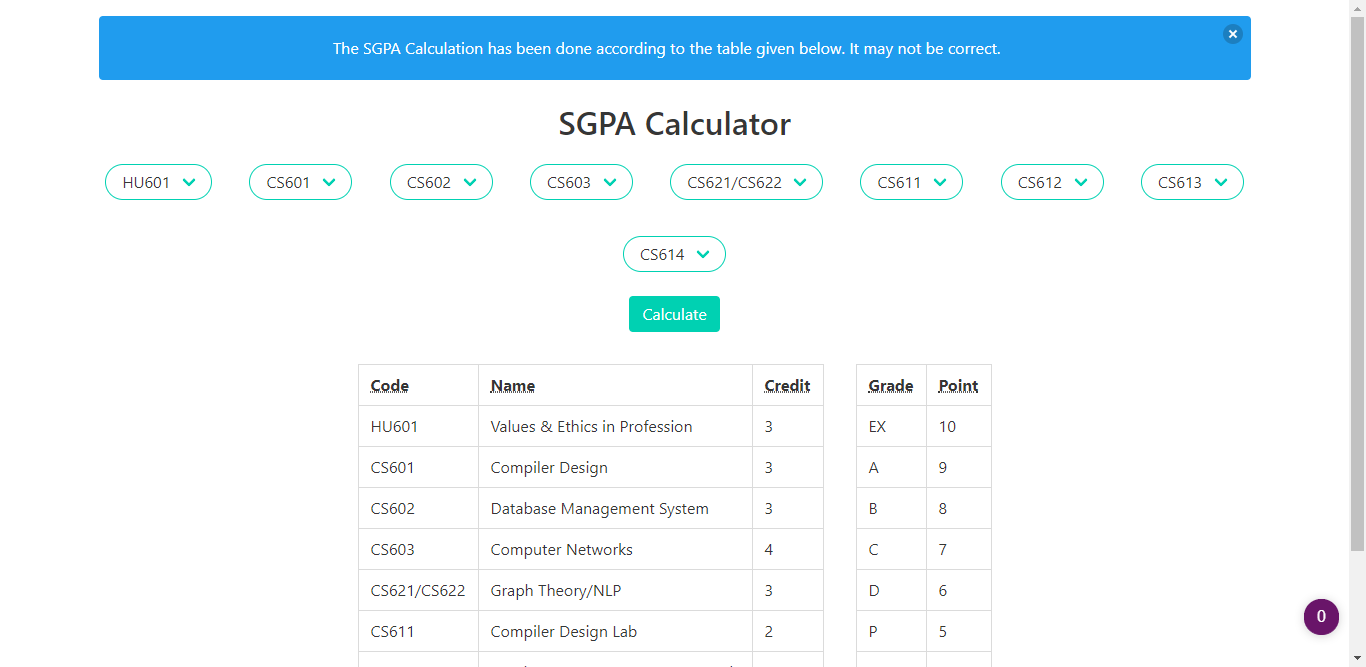 The SGPA Calculation has been done according to the table given below. It may not be correct.
SGPA Calculator
HU601 CS601 CS602 CS603 CS621/CS622 CS611 CS612 CS613
CS614
Calculate
Code Name Credit
HU601 Values & Ethics in Profession 3
CS601 Compiler Design 3
CS602 Database Management System 3
CS603 Computer Networks 4
CS621/CS622 Graph Theory/NLP 3
CS611 Compiler Design Lab 2
Grade Point
EX 10
A 9
B 8
C 7
D 6
P 5
0